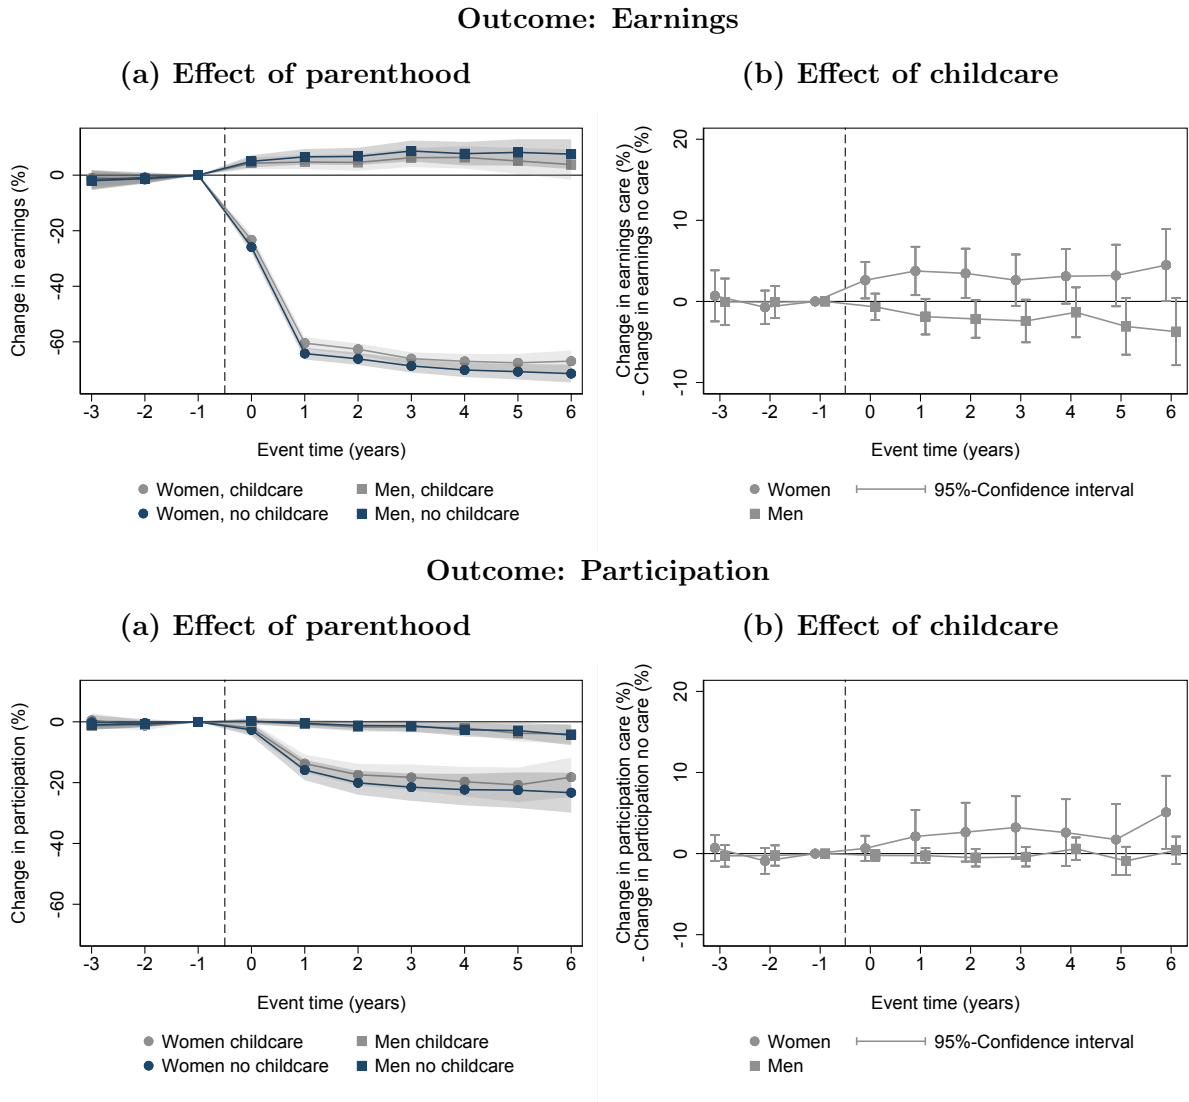 Outcome: Earnings
(a) Effect of parenthood
Change in earnings (%)
0
-20
-40
-60
-3 -2 -1 0 1 2 3 4 5 6
Event time (years)
Women, childcare
Men, childcare
Women, no childcare
Men, no childcare
(b) Effect of childcare
Change in earnings care (%)
- Change in earnings no care (%)
20
10
0
-10
-3 -2 -1 0 1 2 3 4 5 6
Event time (years)
Women
95%-Confidence interval
Men
Outcome: Participation
(a) Effect of parenthood
Change in participation (%)
0
-20
-40
-60
-3 -2 -1 0 1 2 3 4 5 6
Event time (years)
Women childcare
Men childcare
Women no childcare
Men no childcare
(b) Effect of childcare
Change in participation care (%)
- Change in participation no care (%)
20
10
0
-10
-3 -2 -1 0 1 2 3 4 5 6
Event time (years)
Women
95%-Confidence interval
Men